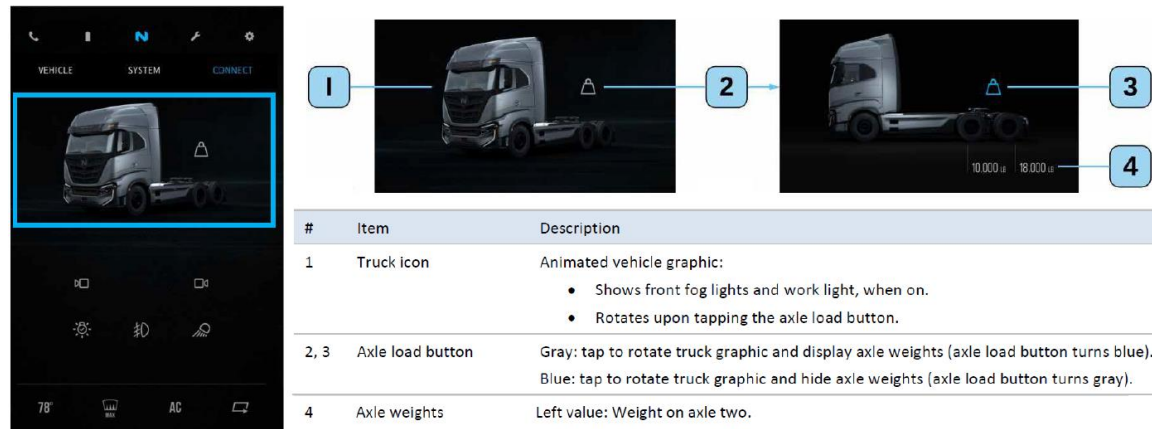 VEHICLE SYSTEM CONNECT
78° MAX AC
1 2 3
4
10.000 LB 18.000 LB
# Item Description
1 Truck icon Animated vehicle graphic:
• Shows front fog lights and work light, when on.
• Rotates upon tapping the axle load button.
2, 3 Axle load button Gray: tap to rotate truck graphic and display axle weights (axle load button turns blue).
Blue: tap to rotate truck graphic and hide axle weights (axle load button turns gray).
4 Axle weights Left value: Weight on axle two.